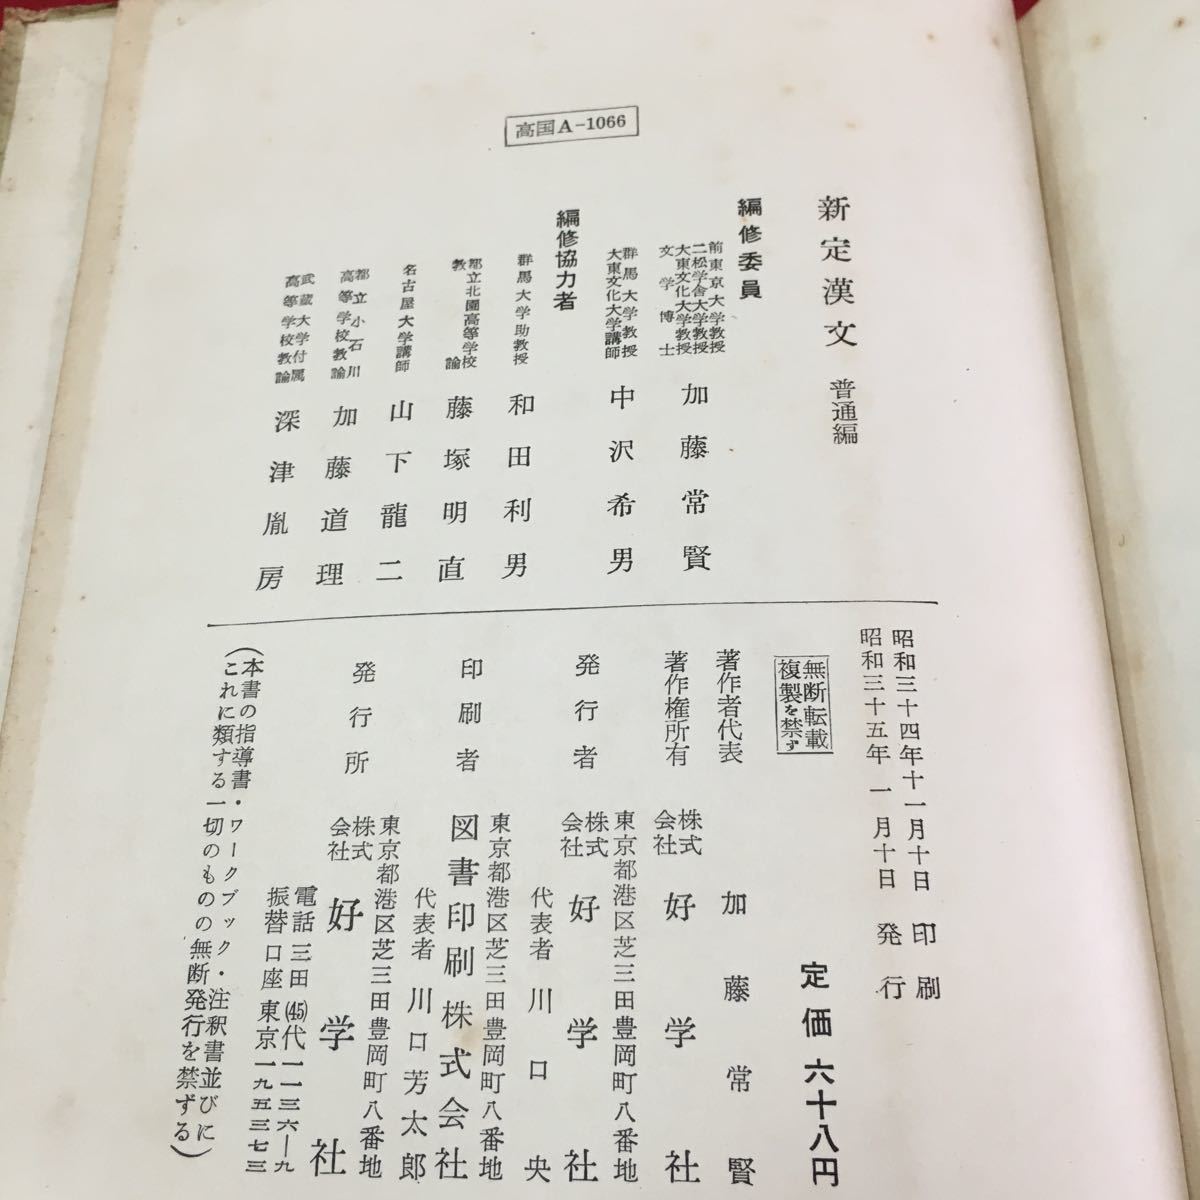 高国A-1066
新定漢文 普通編
編修委員
前東京大学教授
二松学舎大学教授
大東文化大学教授
文学博士
加藤常賢
群馬大学教授
大東文化大学講師
中沢希男
編修協力者
群馬大学助教授
和田利男
都立北園高等学校
教諭
藤塚明直
名古屋大学講師
山下龍二
都立小石川
高等学校教諭
加藤道理
武蔵大学付属
高等学校教諭
深津胤房
昭和三十四年十一月十日 印刷
昭和三十五年一月十日 発行
無断転載
複製を禁ず
定価 六十八円
著作者代表 加藤常賢
著作権所有 株式会社 好学社
東京都港区芝三田豊岡町八番地
発行者 株式会社 好学社
代表者 川口央
東京都港区芝三田豊岡町八番地
印刷者 図書印刷株式会社
代表者 川口芳太郎
東京都港区芝三田豊岡町八番地
発行所 株式会社 好学社
電話 三田(45)代一一三六―九
振替口座 東京一九五三七三
(本書の指導書・ワークブック・注釈書並びに
これに類する一切のものの無断発行を禁ずる)